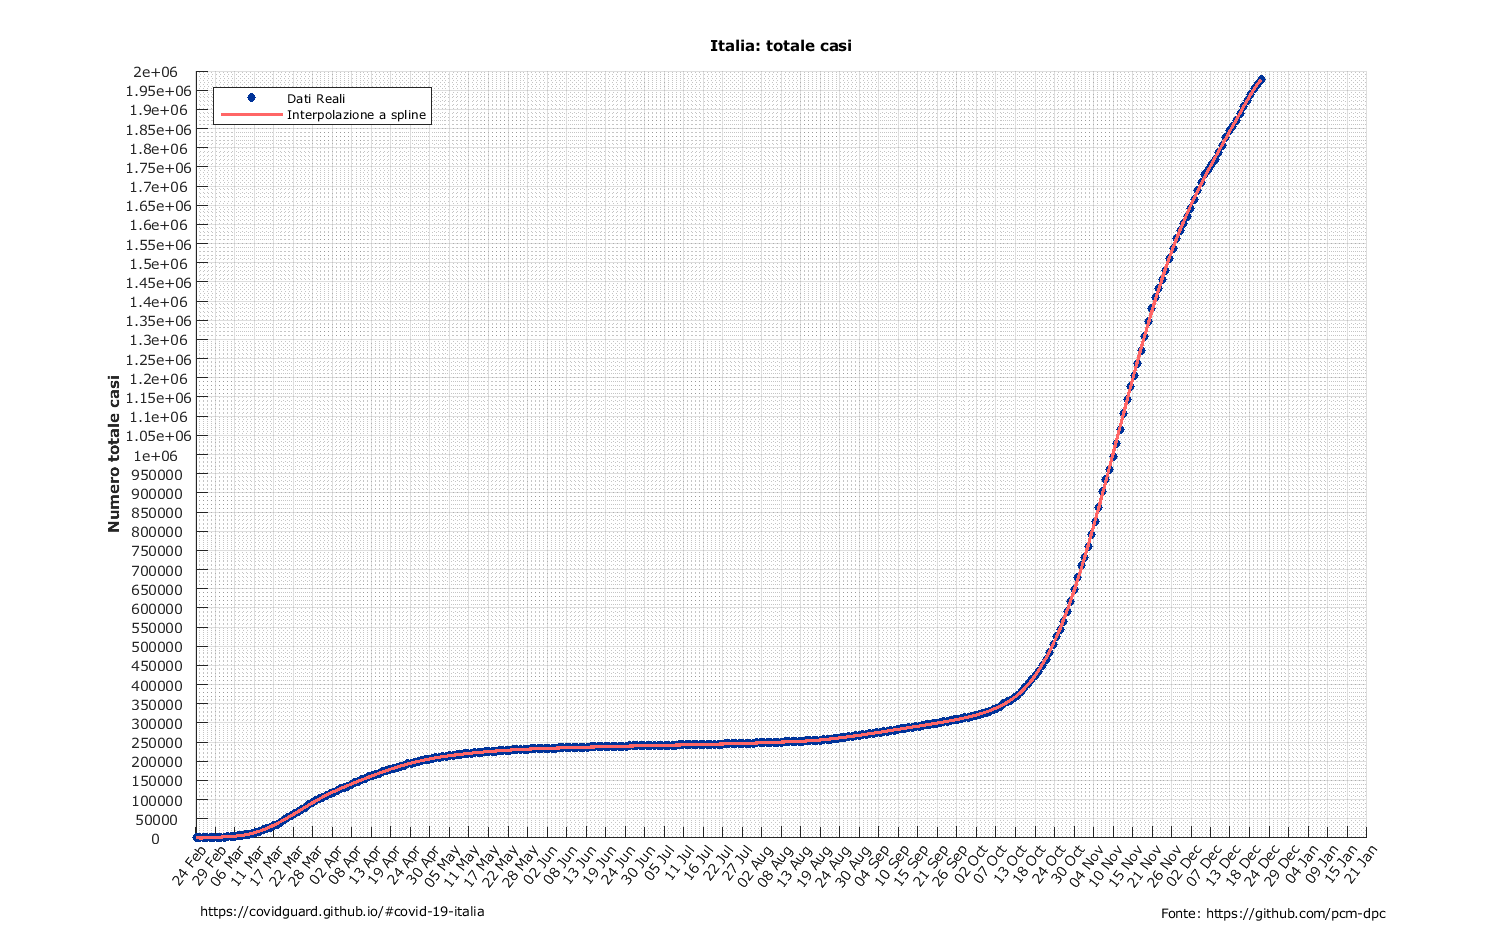 Italia: totale casi
Dati Reali
Interpolazione a spline
Numero totale casi
2e+06
1.95e+06
1.9e+06
1.85e+06
1.8e+06
1.75e+06
1.7e+06
1.65e+06
1.6e+06
1.55e+06
1.5e+06
1.45e+06
1.4e+06
1.35e+06
1.3e+06
1.25e+06
1.2e+06
1.15e+06
1.1e+06
1.05e+06
1e+06
950000
900000
850000
800000
750000
700000
650000
600000
550000
500000
450000
400000
350000
300000
250000
200000
150000
100000
50000
0
24 Feb
29 Feb
06 Mar
11 Mar
17 Mar
22 Mar
28 Mar
02 Apr
08 Apr
13 Apr
19 Apr
24 Apr
30 Apr
05 May
11 May
17 May
22 May
28 May
02 Jun
08 Jun
13 Jun
19 Jun
24 Jun
30 Jun
05 Jul
11 Jul
16 Jul
22 Jul
27 Jul
02 Aug
08 Aug
13 Aug
19 Aug
24 Aug
30 Aug
04 Sep
10 Sep
15 Sep
21 Sep
26 Sep
02 Oct
07 Oct
13 Oct
18 Oct
24 Oct
30 Oct
04 Nov
10 Nov
15 Nov
21 Nov
26 Nov
02 Dec
07 Dec
13 Dec
18 Dec
24 Dec
29 Dec
04 Jan
09 Jan
15 Jan
21 Jan
https://covidguard.github.io/#covid-19-italia
Fonte: https://github.com/pcm-dpc